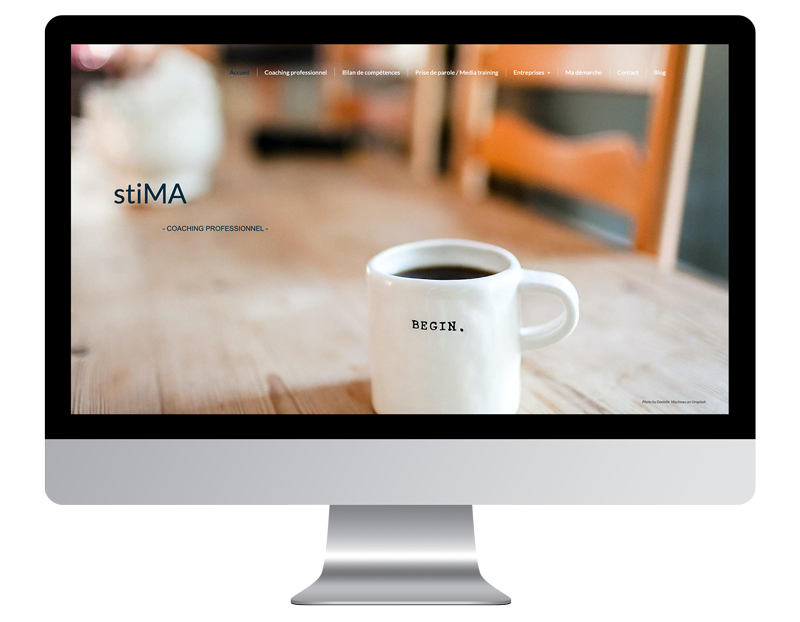 Accueil Coaching professionnel Bilan de compétences Prise de parole / Media training Entreprises Ma démarche Contact Blog
stiMA
- COACHING PROFESSIONNEL -
BEGIN.
Photo by Danielle MacInnes on Unsplash